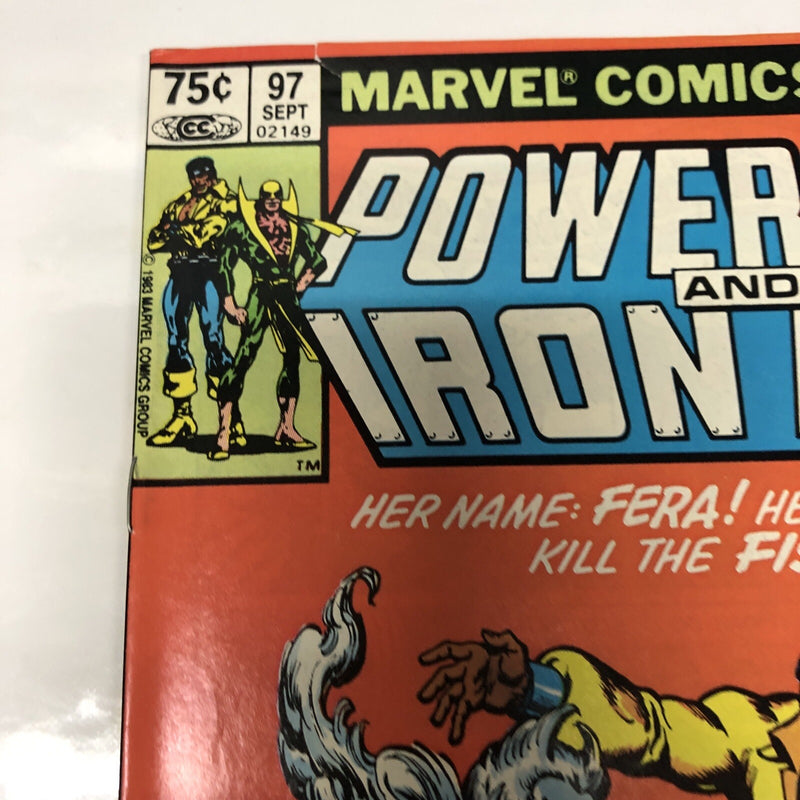 75¢
CC
97
SEPT
02149
MARVEL® COMICS
POWER
AND
IRON
© 1983 MARVEL COMICS GROUP
TM
HER NAME: FERA! HE
KILL THE FIS